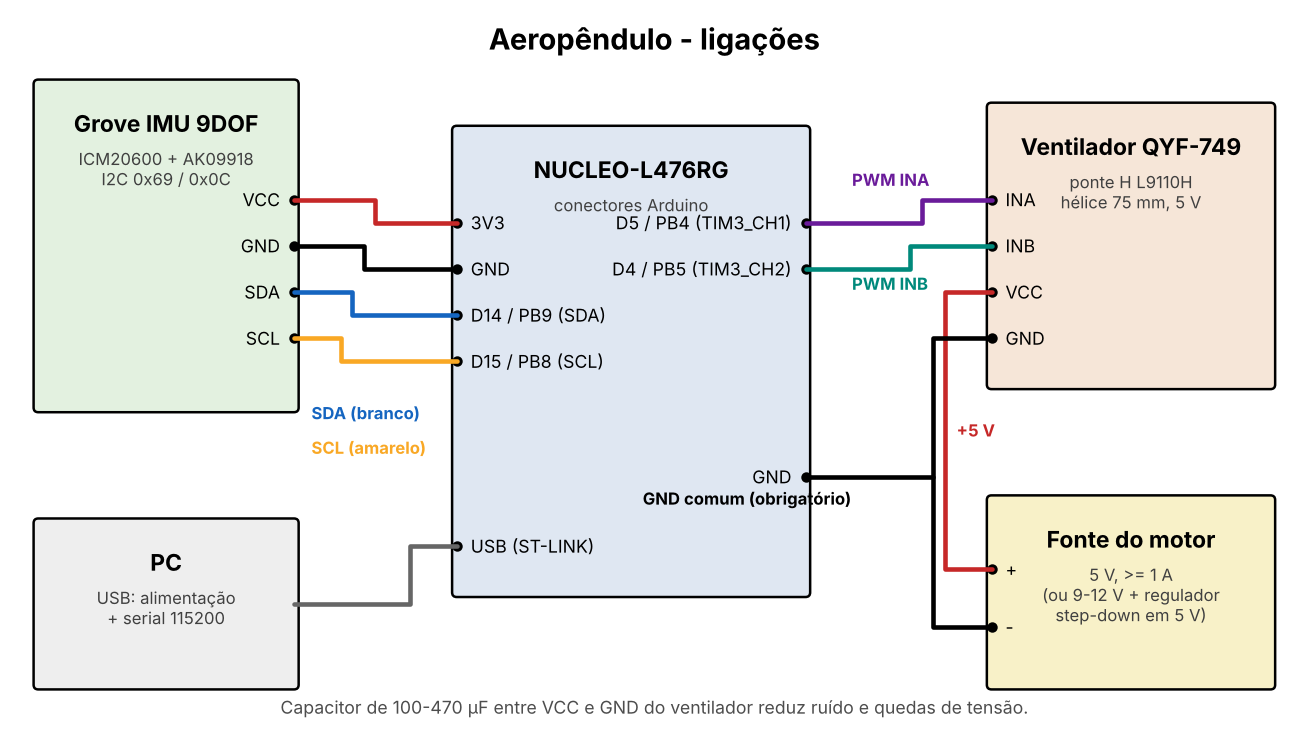 Aeropêndulo - ligações
Grove IMU 9DOF
ICM20600 + AK09918
I2C 0x69 / 0x0C
VCC
GND
SDA
SCL
SDA (branco)
SCL (amarelo)
NUCLEO-L476RG
conectores Arduino
3V3
GND
D14 / PB9 (SDA)
D15 / PB8 (SCL)
D5 / PB4 (TIM3_CH1)
D4 / PB5 (TIM3_CH2)
GND
GND comum (obrigatório)
USB (ST-LINK)
PWM INA
PWM INB
Ventilador QYF-749
ponte H L9110H
hélice 75 mm, 5 V
INA
INB
VCC
GND
+5 V
PC
USB: alimentação
+ serial 115200
Fonte do motor
5 V, >= 1 A
(ou 9-12 V + regulador
step-down em 5 V)
+
-
Capacitor de 100-470 µF entre VCC e GND do ventilador reduz ruído e quedas de tensão.